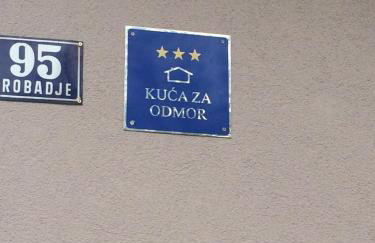 95
ROBADJE
KUĆA ZA
ODMOR